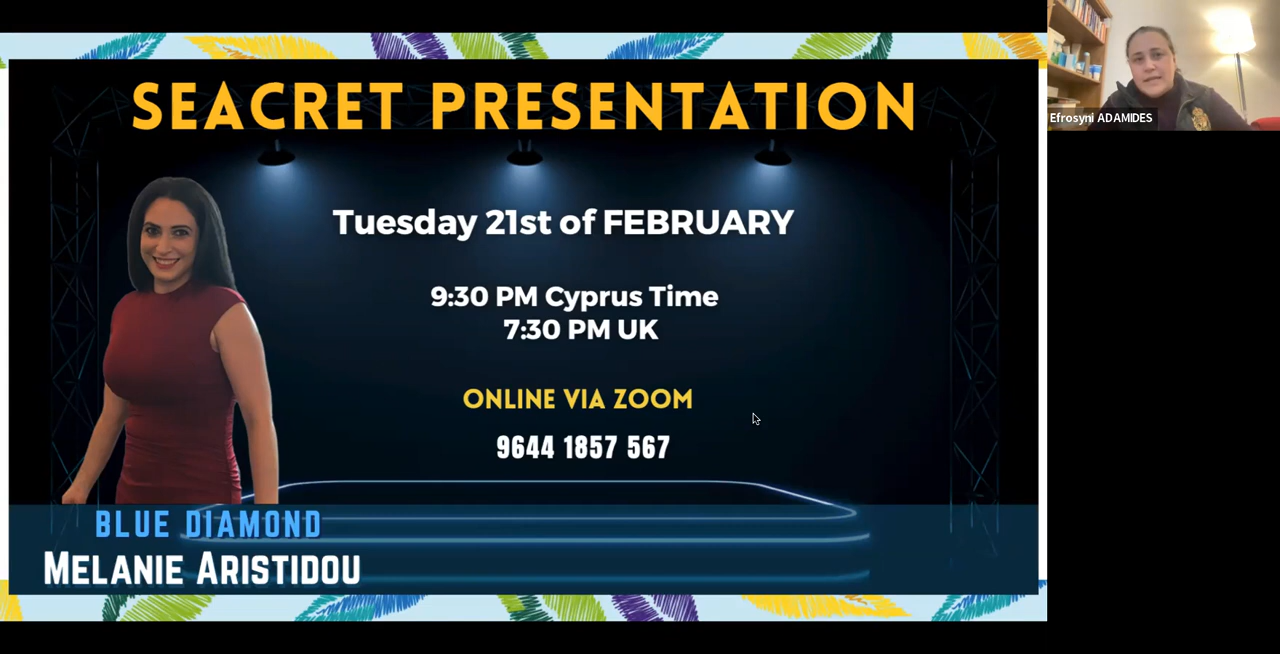 SEACRET PRESENTATION
Tuesday 21st of FEBRUARY
9:30 PM Cyprus Time
7:30 PM UK
ONLINE VIA ZOOM
9644 1857 567
BLUE DIAMOND
MELANIE ARISTIDOU
Efrosyni ADAMIDES